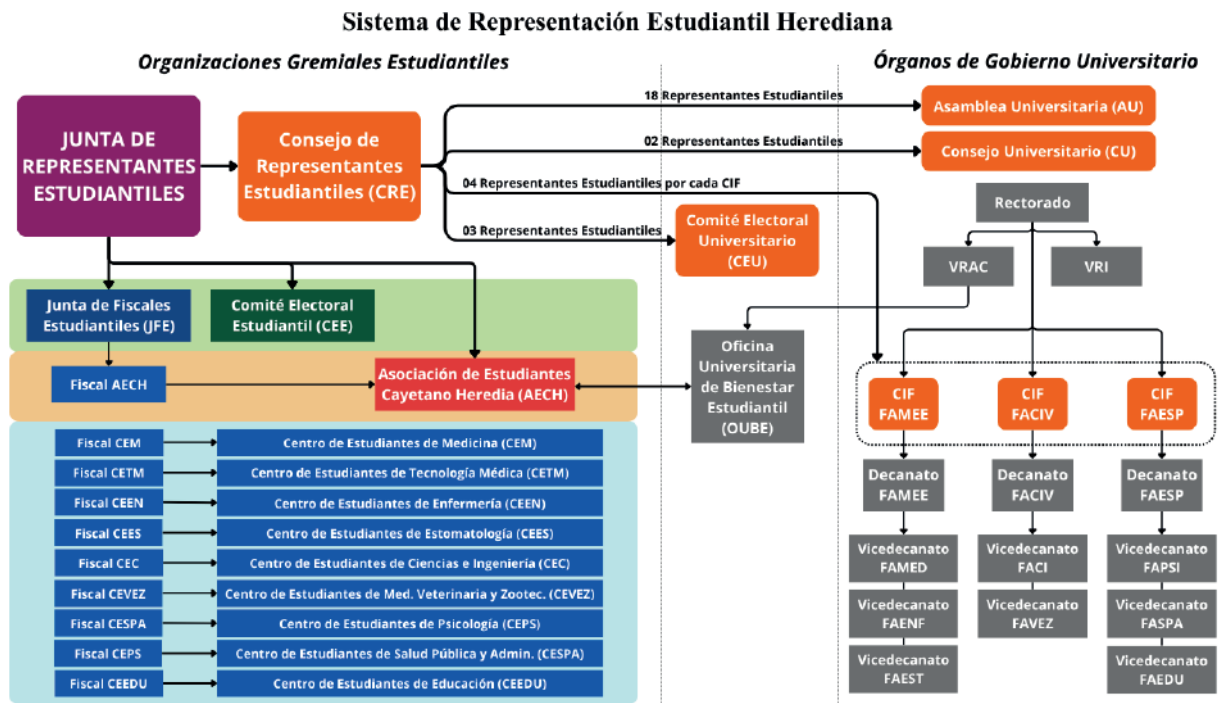 Sistema de Representación Estudiantil Herediana
Organizaciones Gremiales Estudiantiles
Órganos de Gobierno Universitario
JUNTA DE
REPRESENTANTES
ESTUDIANTILES
Consejo de
Representantes
Estudiantiles (CRE)
18 Representantes Estudiantiles
Asamblea Universitaria (AU)
02 Representantes Estudiantiles
Consejo Universitario (CU)
04 Representantes Estudiantiles por cada CIF
03 Representantes Estudiantiles
Comité Electoral
Universitario
(CEU)
Rectorado
VRAC
VRI
Junta de Fiscales
Estudiantiles (JFE)
Comité Electoral
Estudiantil (CEE)
Fiscal AECH
Asociación de Estudiantes
Cayetano Heredia (AECH)
Oficina
Universitaria
de Bienestar
Estudiantil
(OUBE)
CIF
FAMEE
CIF
FACIV
CIF
FAESP
Fiscal CEM
Centro de Estudiantes de Medicina (CEM)
Fiscal CETM
Centro de Estudiantes de Tecnología Médica (CETM)
Fiscal CEEN
Centro de Estudiantes de Enfermería (CEEN)
Fiscal CEES
Centro de Estudiantes de Estomatología (CEES)
Fiscal CEC
Centro de Estudiantes de Ciencias e Ingeniería (CEC)
Fiscal CEVEZ
Centro de Estudiantes de Med. Veterinaria y Zootec. (CEVEZ)
Fiscal CESPA
Centro de Estudiantes de Psicología (CEPS)
Fiscal CEPS
Centro de Estudiantes de Salud Pública y Admin. (CESPA)
Fiscal CEEDU
Centro de Estudiantes de Educación (CEEDU)
Decanato
FAMEE
Decanato
FACIV
Decanato
FAESP
Vicedecanato
FAMED
Vicedecanato
FACI
Vicedecanato
FAPSI
Vicedecanato
FAENF
Vicedecanato
FAVEZ
Vicedecanato
FASPA
Vicedecanato
FAEST
Vicedecanato
FAEDU